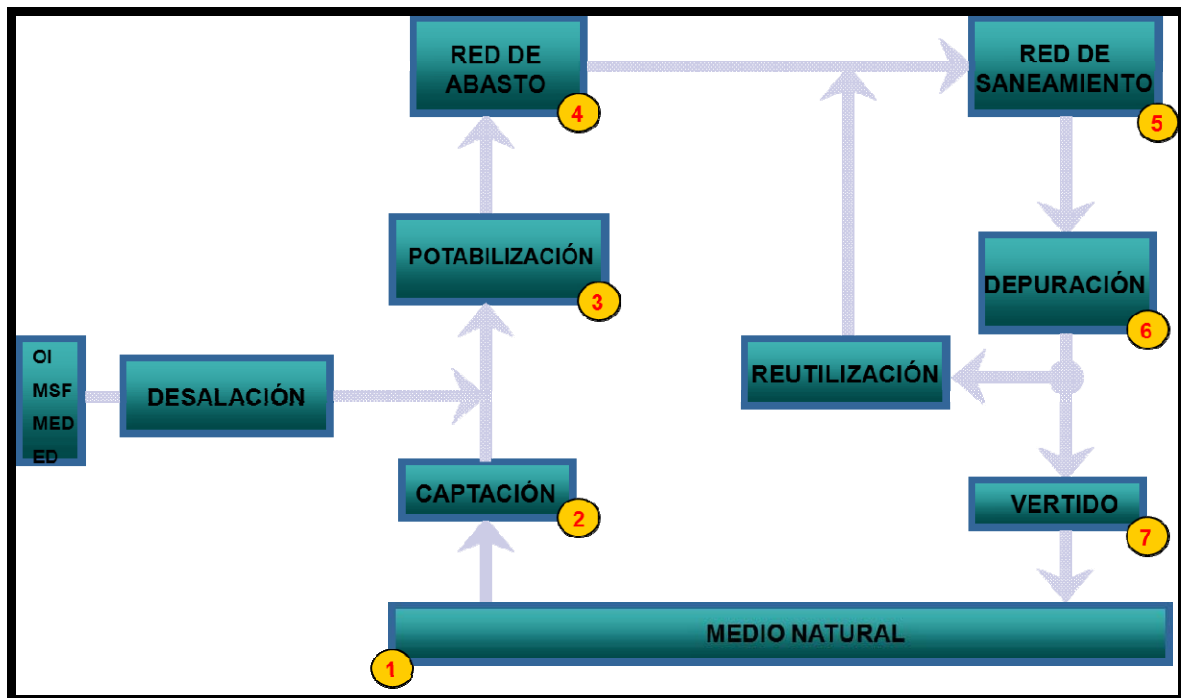 RED DE
ABASTO
4
RED DE
SANEAMIENTO
5
POTABILIZACIÓN
3
DEPURACIÓN
6
OI
MSF
MED
ED
DESALACIÓN
REUTILIZACIÓN
CAPTACIÓN
2
VERTIDO
7
MEDIO NATURAL
1